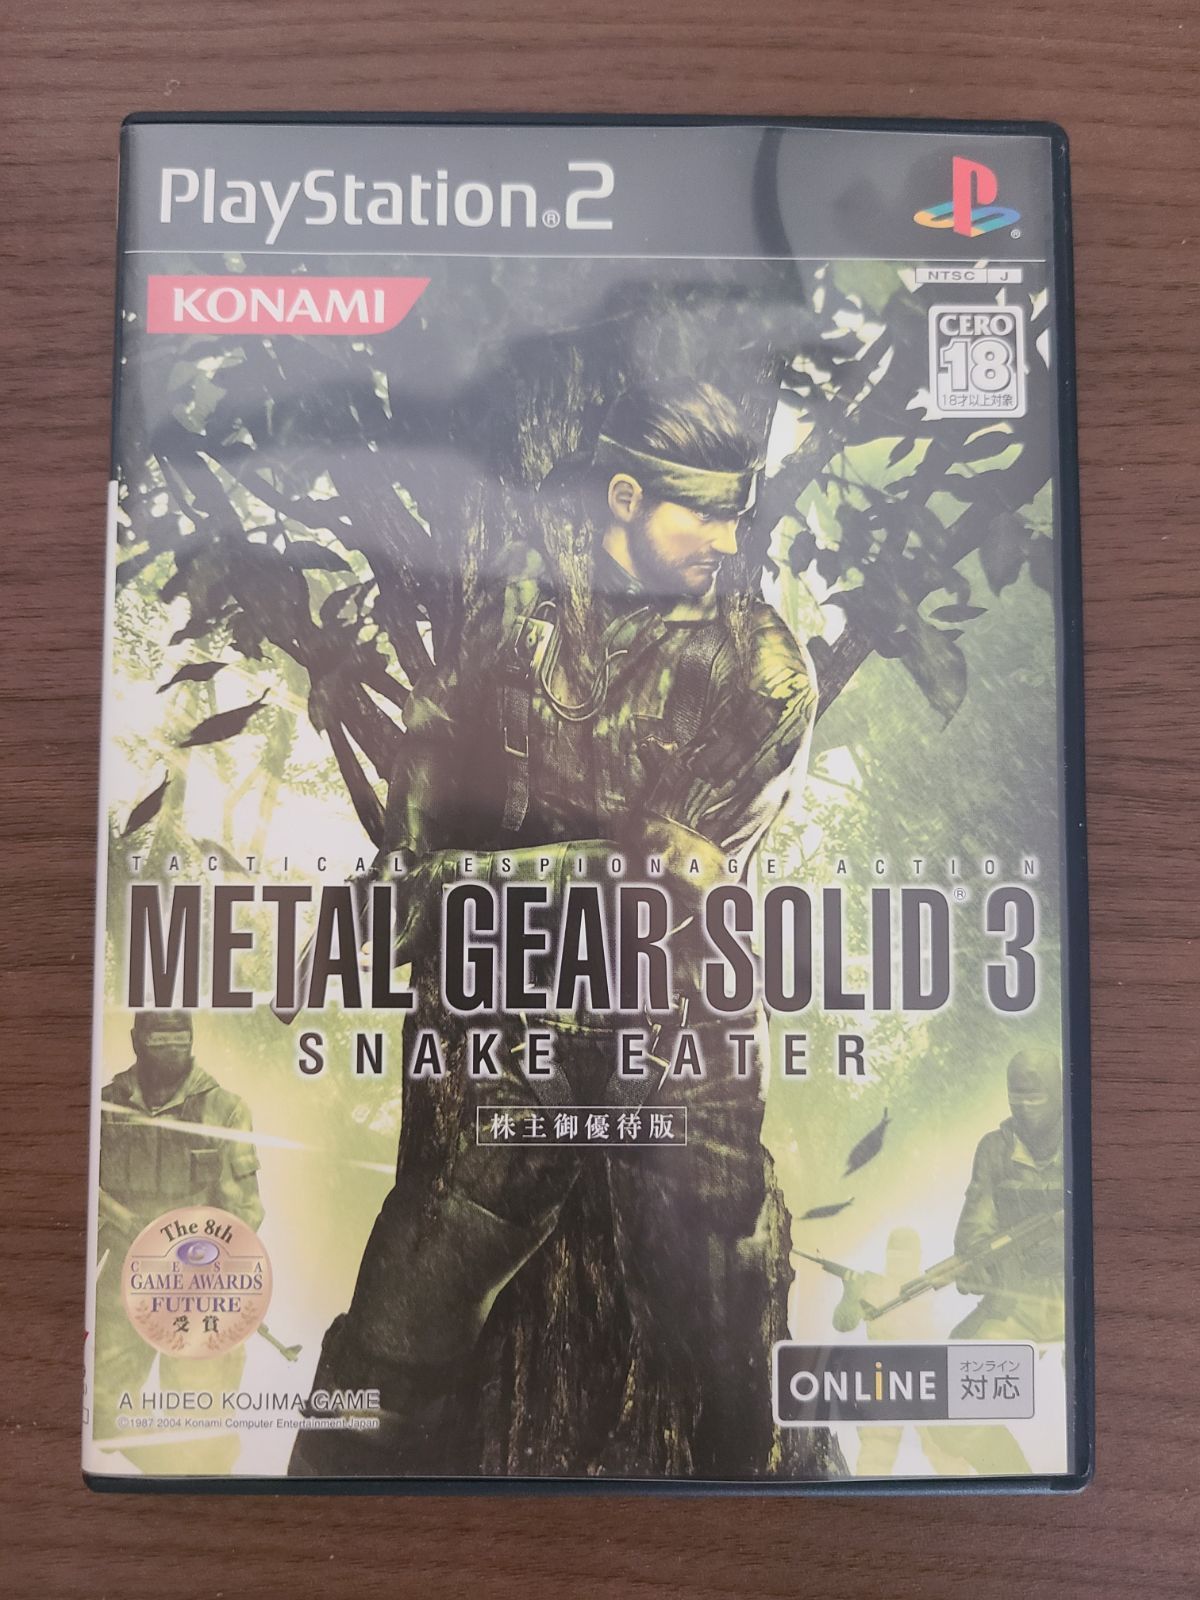 PlayStation®2
NTSC J
KONAMI
CERO
18
18才以上対象
TACTICAL ESPIONAGE ACTION
METAL GEAR SOLID® 3
SNAKE EATER
株主御優待版
The 8th
CESA
GAME AWARDS
FUTURE
受賞
ONLiNE
オンライン
対応
A HIDEO KOJIMA GAME
©1987 2004 Konami Computer Entertainment Japan